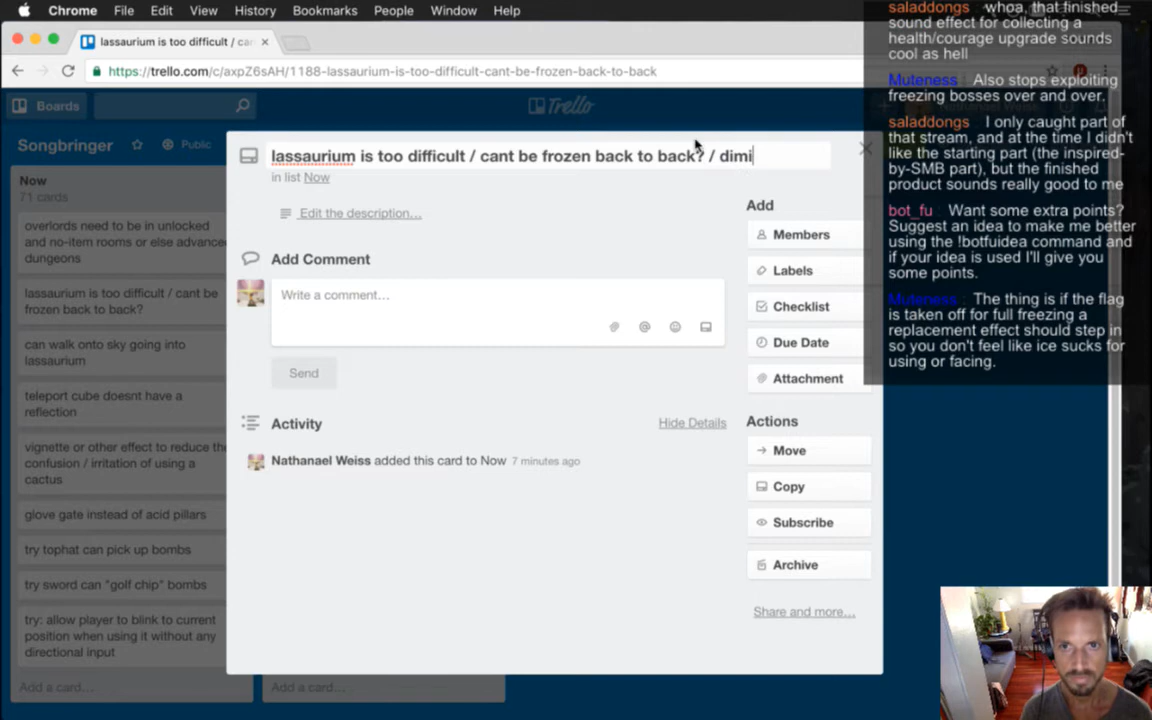 Chrome File Edit View History Bookmarks People Window Help
lassaurium is too difficult / ca
https://trello.com/c/axpZ6sAH/1188-lassaurium-is-too-difficult-cant-be-frozen-back-to-back
Boards
Trello
Songbringer
Public
Now
71 cards
overlords need to be in unlocked
and no-item rooms or else advance
dungeons
lassaurium is too difficult / cant be
frozen back to back?
can walk onto sky going into
lassaurium
teleport cube doesnt have a
reflection
vignette or other effect to reduce the
confusion / irritation of using a
cactus
glove gate instead of acid pillars
try tophat can pick up bombs
try sword can "golf chip" bombs
try: allow player to blink to current
position when using it without any
directional input
Add a card...
Add a card...
lassaurium is too difficult / cant be frozen back to back? / dimi
in list Now
Edit the description...
Add Comment
Write a comment...
Send
Activity
Hide Details
Nathanael Weiss added this card to Now 7 minutes ago
Add
Members
Labels
Checklist
Due Date
Attachment
Actions
Move
Copy
Subscribe
Archive
Share and more...
saladdongs : whoa, that finished
sound effect for collecting a
health/courage upgrade sounds
cool as hell
Muteness : Also stops exploiting
freezing bosses over and over.
saladdongs : I only caught part of
that stream, and at the time I didn't
like the starting part (the inspired-
by-SMB part), but the finished
product sounds really good to me
bot_fu : Want some extra points?
Suggest an idea to make me better
using the !botfuidea command and
if your idea is used I'll give you
some points.
Muteness : The thing is if the flag
is taken off for full freezing a
replacement effect should step in
so you don't feel like ice sucks for
using or facing.